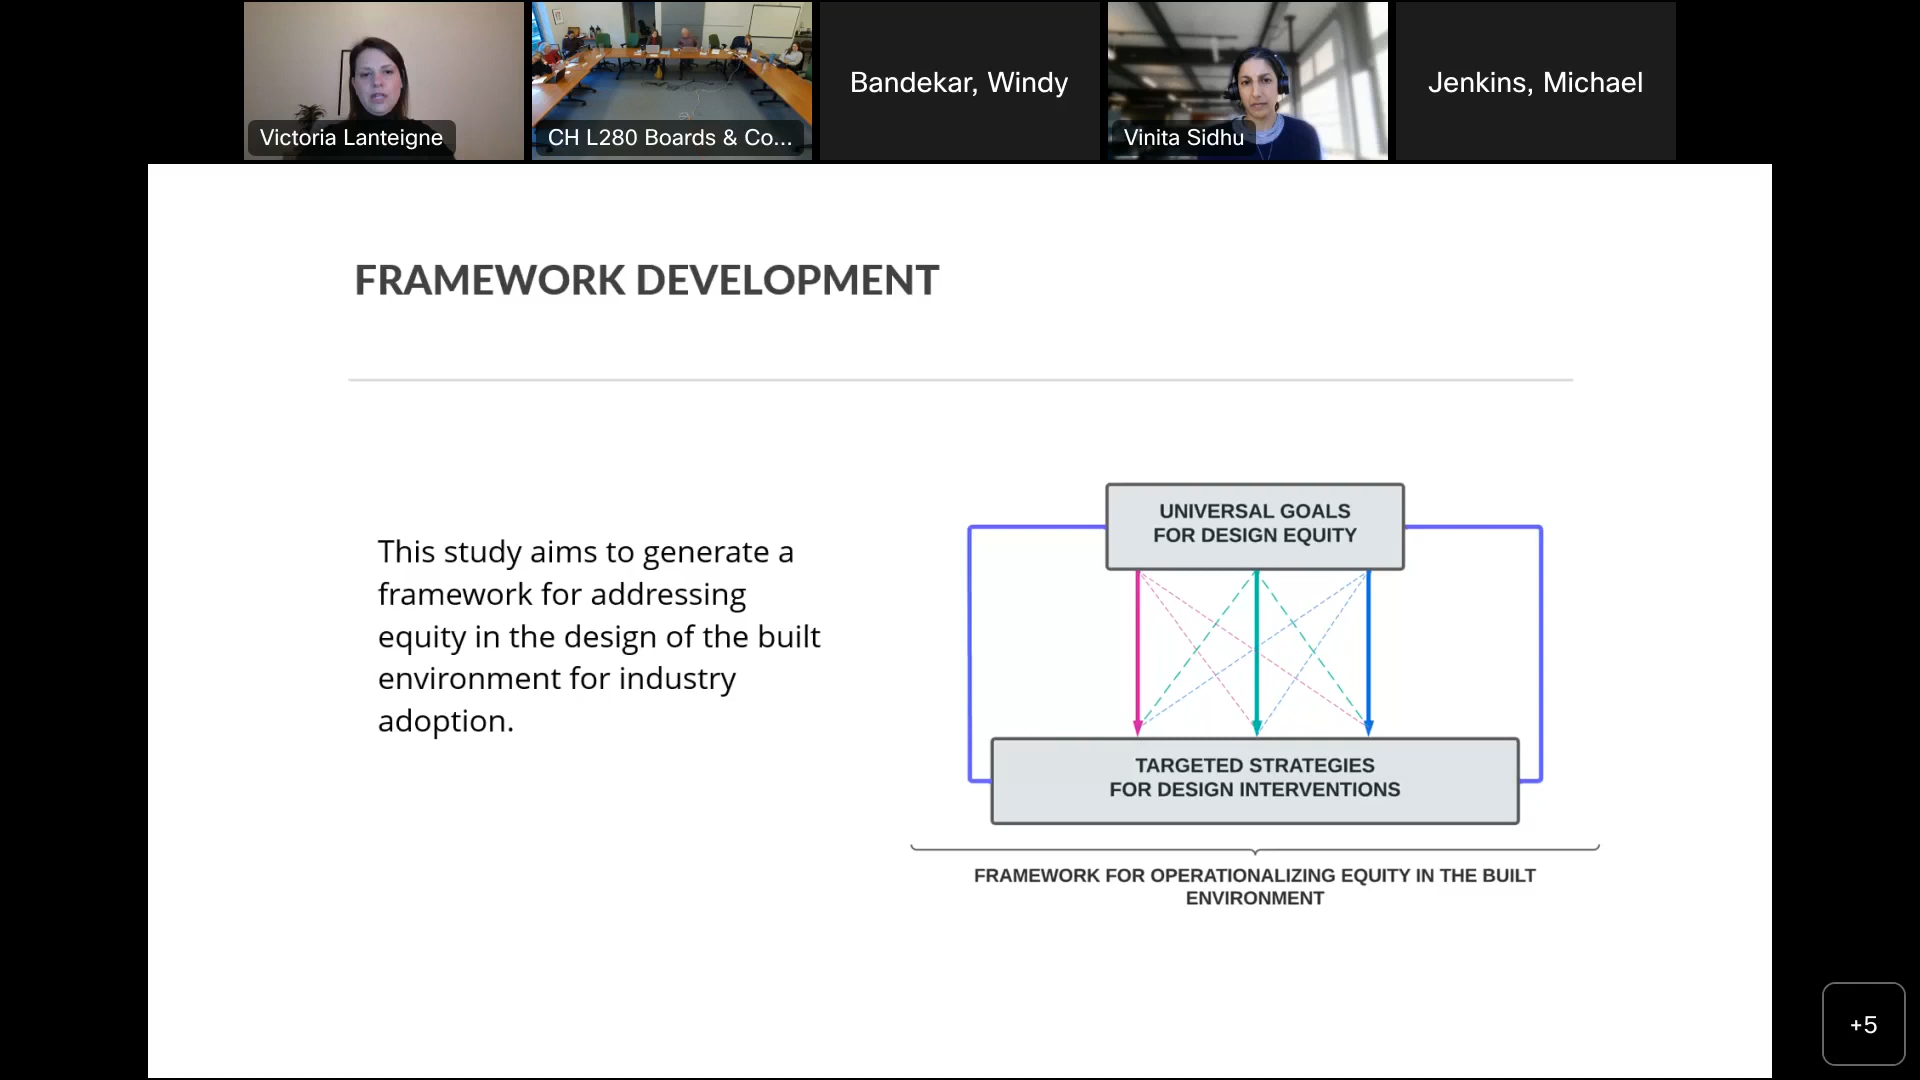 Victoria Lanteigne
CH L280 Boards & Co...
Bandekar, Windy
Vinita Sidhu
Jenkins, Michael
FRAMEWORK DEVELOPMENT
This study aims to generate a
framework for addressing
equity in the design of the built
environment for industry
adoption.
UNIVERSAL GOALS
FOR DESIGN EQUITY
TARGETED STRATEGIES
FOR DESIGN INTERVENTIONS
FRAMEWORK FOR OPERATIONALIZING EQUITY IN THE BUILT
ENVIRONMENT
+5